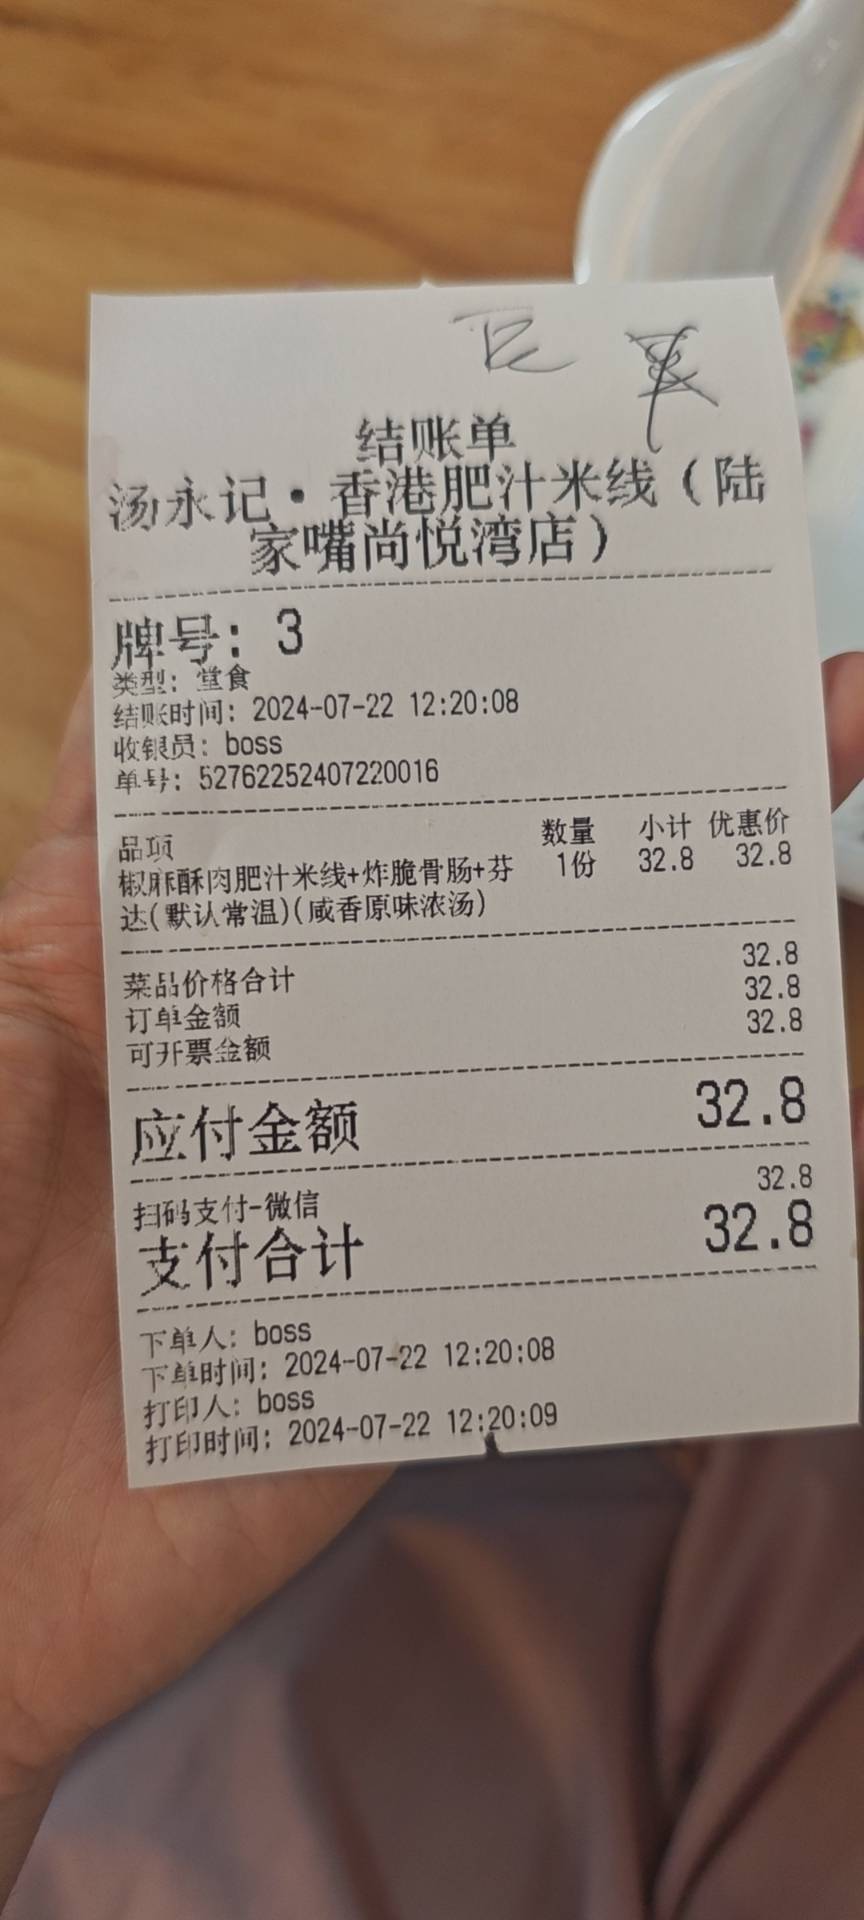 结账单
汤永记·香港肥汁米线（陆
家嘴尚悦湾店）
牌号: 3
类型: 堂食
结账时间: 2024-07-22 12:20:08
收银员: boss
单号: 52762252407220016
品项 数量 小计 优惠价
椒麻酥肉肥汁米线+炸脆骨肠+芬 1份 32.8 32.8
达(默认常温)(咸香原味浓汤)
菜品价格合计 32.8
订单金额 32.8
可开票金额 32.8
应付金额 32.8
扫码支付-微信 32.8
支付合计 32.8
下单人: boss
下单时间: 2024-07-22 12:20:08
打印人: boss
打印时间: 2024-07-22 12:20:09